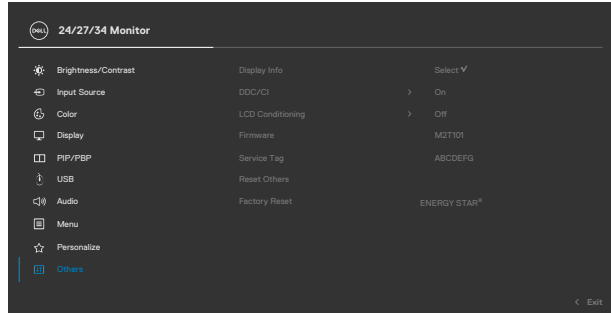 DELL 24/27/34 Monitor
Brightness/Contrast Display Info Select ✓
Input Source DDC/CI > On
Color LCD Conditioning > Off
Display Firmware M2T101
PIP/PBP Service Tag ABCDEFG
USB Reset Others
Audio Factory Reset ENERGY STAR®
Menu
Personalize
Others
< Exit